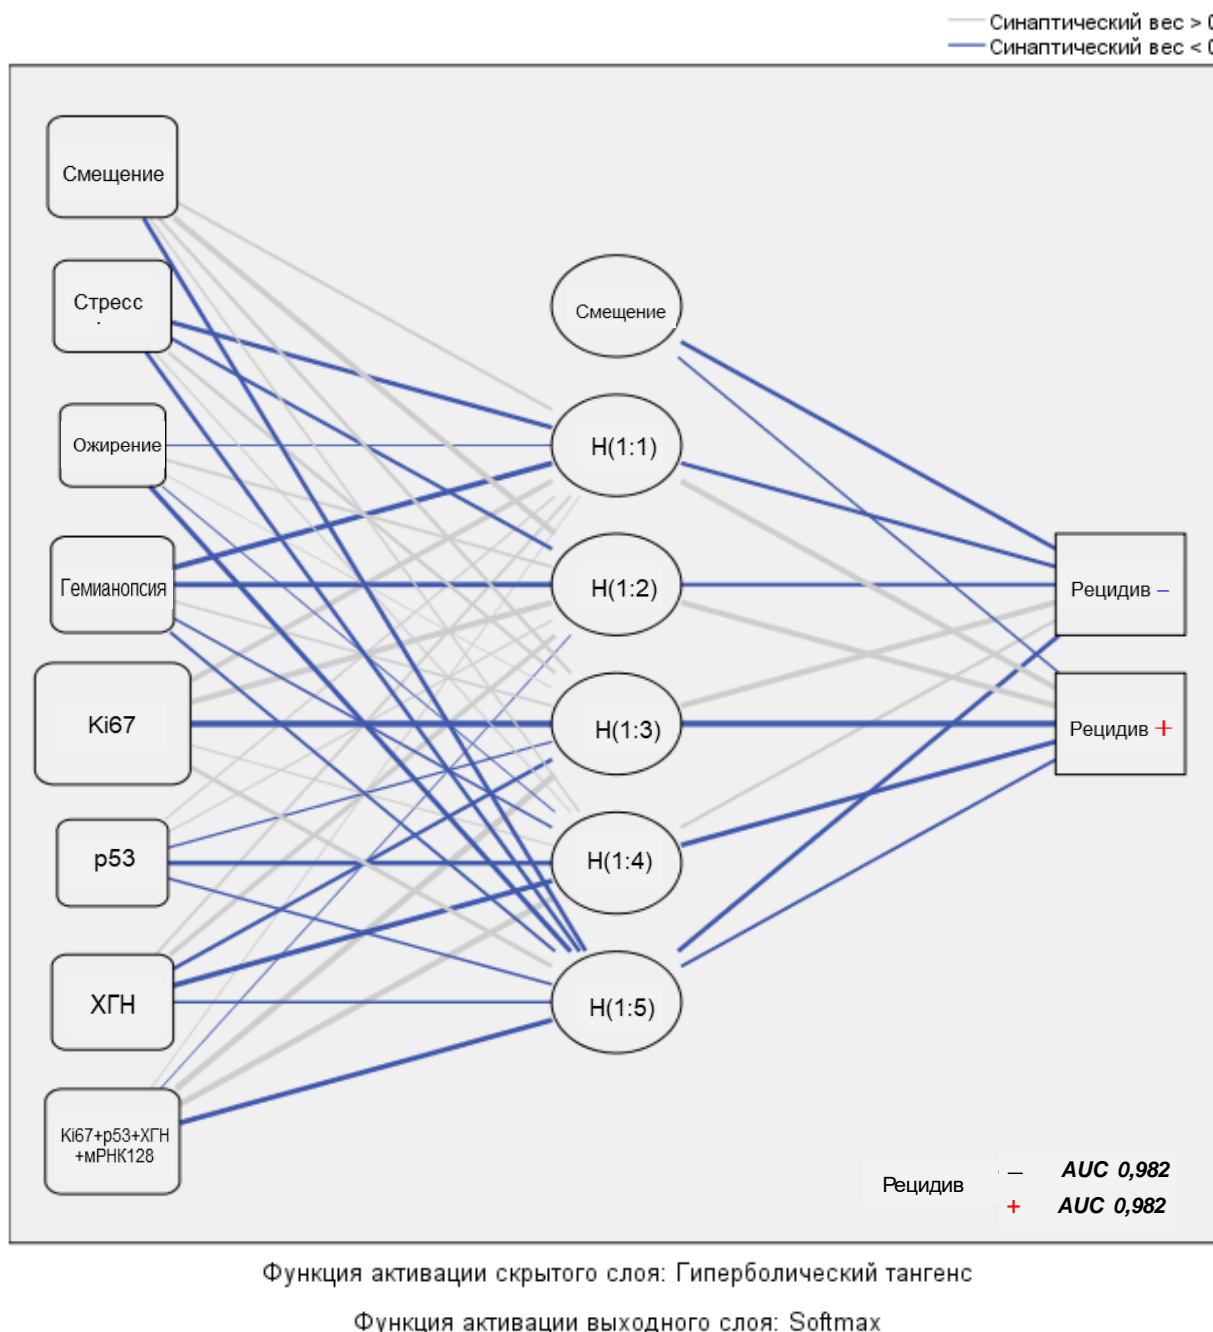 Синаптический вес > 0
Синаптический вес < 0
Смещение
Стресс
Ожирение
Гемианопсия
Ki67
p53
ХГН
Ki67+p53+ХГН
+мРНК128
Смещение
H(1:1)
H(1:2)
H(1:3)
H(1:4)
H(1:5)
Рецидив –
Рецидив +
Рецидив
– AUC 0,982
+ AUC 0,982
Функция активации скрытого слоя: Гиперболический тангенс
Функция активации выходного слоя: Softmax